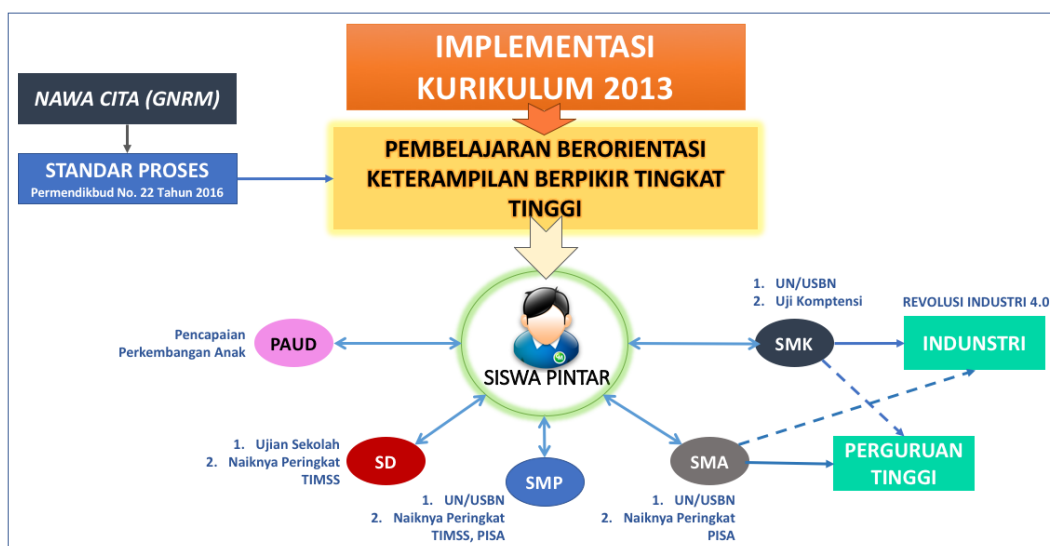 IMPLEMENTASI
KURIKULUM 2013
NAWA CITA (GNRM)
STANDAR PROSES
Permendikbud No. 22 Tahun 2016
PEMBELAJARAN BERORIENTASI
KETERAMPILAN BERPIKIR TINGKAT
TINGGI
SISWA PINTAR
Pencapaian
Perkembangan Anak
PAUD
1. Ujian Sekolah
2. Naiknya Peringkat
TIMSS
SD
SMP
1. UN/USBN
2. Naiknya Peringkat
TIMSS, PISA
SMA
1. UN/USBN
2. Naiknya Peringkat
PISA
1. UN/USBN
2. Uji Komptensi
SMK
REVOLUSI INDUSTRI 4.0
INDUNSTRI
PERGURUAN
TINGGI